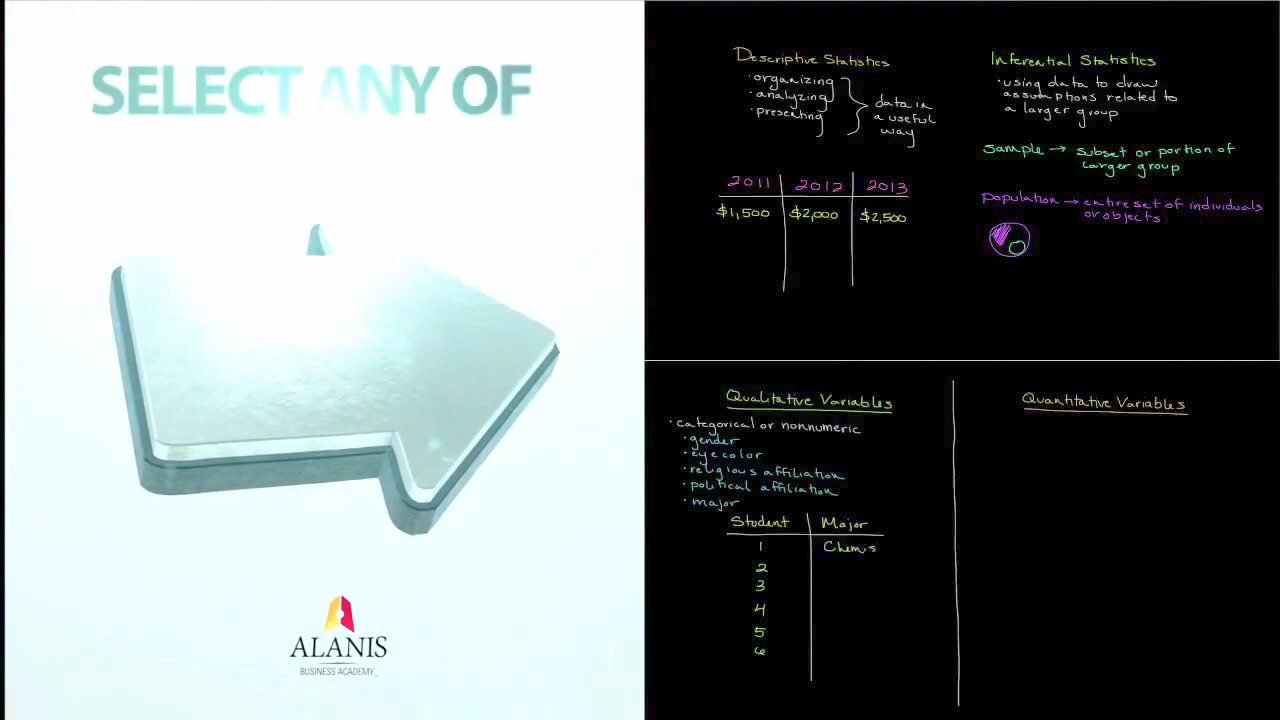 SELECT ANY OF
ALANIS
BUSINESS ACADEMY
Descriptive Statistics
• organizing
• analyzing
• presenting
data in
a useful
way
2011 2012 2013
$1,500 $2,000 $2,500
Inferential Statistics
• using data to draw
assumptions related to
a larger group
Sample → subset or portion of
larger group
population → entire set of individuals
or objects
Qualitative Variables
• categorical or nonnumeric
• gender
• eye color
• religious affiliation
• political affiliation
• major
Student Major
1 Chemis
2
3
4
5
6
Quantitative Variables